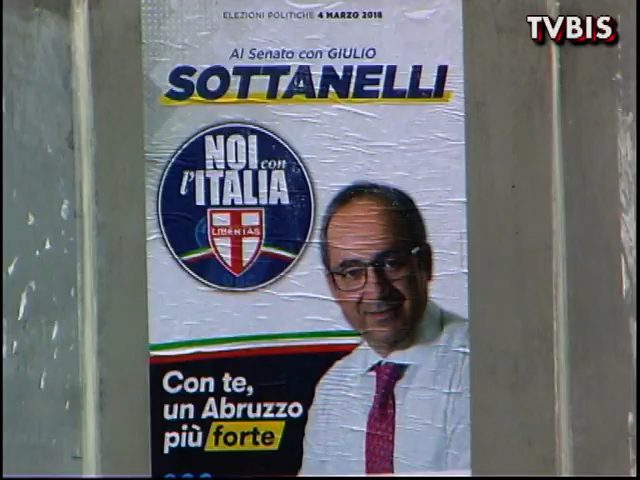 TVBIS
ELEZIONI POLITICHE 4 MARZO 2018
Al Senato con GIULIO
SOTTANELLI
NOI con
l'ITALIA
LIBERTAS
Con te,
un Abruzzo
più forte